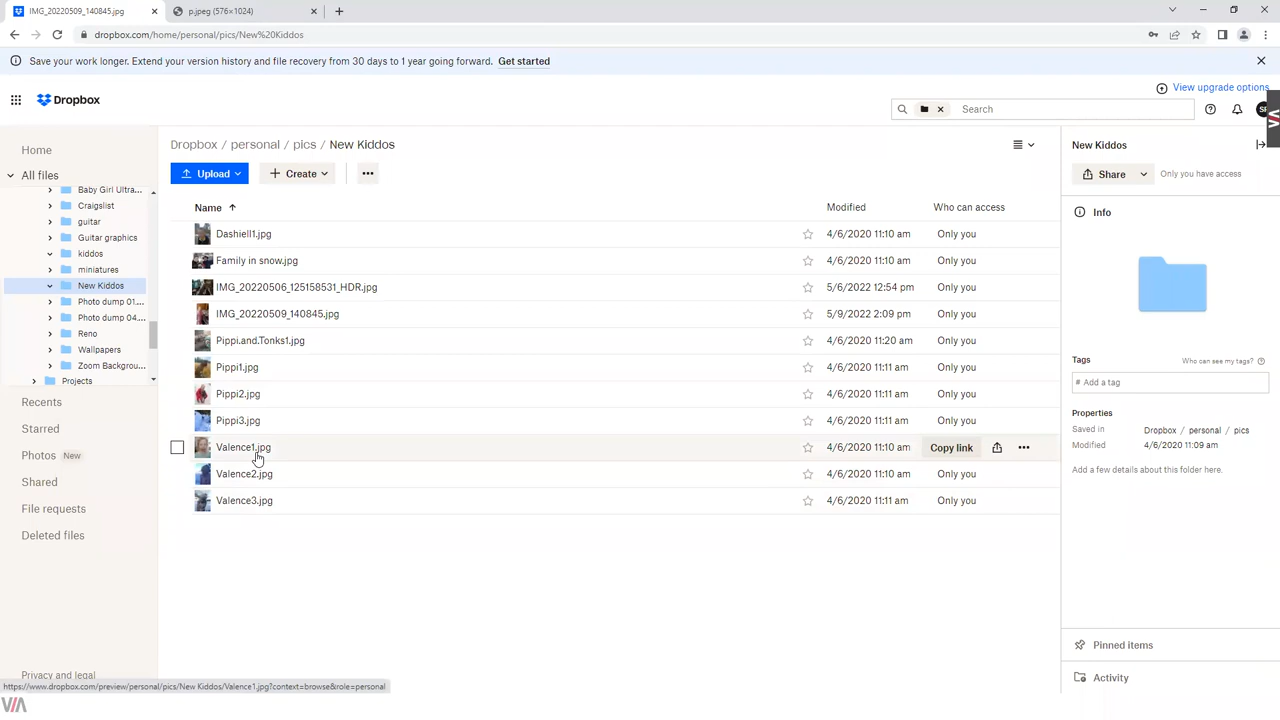 IMG_20220509_140845.jpg
p.jpeg (576×1024)
dropbox.com/home/personal/pics/New%20Kiddos
Save your work longer. Extend your version history and file recovery from 30 days to 1 year going forward. Get started
View upgrade options
Dropbox
Search
Home
All files
Baby Girl Ultra...
Craigslist
guitar
Guitar graphics
kiddos
miniatures
New Kiddos
Photo dump 01....
Photo dump 04....
Reno
Wallpapers
Zoom Backgrou...
Projects
Recents
Starred
Photos New
Shared
File requests
Deleted files
Privacy and legal
Dropbox / personal / pics / New Kiddos
Upload
Create
Name Modified Who can access
Dashiell1.jpg 4/6/2020 11:10 am Only you
Family in snow.jpg 4/6/2020 11:10 am Only you
IMG_20220506_125158531_HDR.jpg 5/6/2022 12:54 pm Only you
IMG_20220509_140845.jpg 5/9/2022 2:09 pm Only you
Pippi.and.Tonks1.jpg 4/6/2020 11:20 am Only you
Pippi1.jpg 4/6/2020 11:11 am Only you
Pippi2.jpg 4/6/2020 11:11 am Only you
Pippi3.jpg 4/6/2020 11:11 am Only you
Valence1.jpg 4/6/2020 11:10 am Copy link
Valence2.jpg 4/6/2020 11:10 am Only you
Valence3.jpg 4/6/2020 11:11 am Only you
New Kiddos
Share Only you have access
Info
Tags Who can see my tags?
# Add a tag
Properties
Saved in Dropbox / personal / pics
Modified 4/6/2020 11:09 am
Add a few details about this folder here.
Pinned items
Activity
https://www.dropbox.com/preview/personal/pics/New Kiddos/Valence1.jpg?context=browse&role=personal
VIA